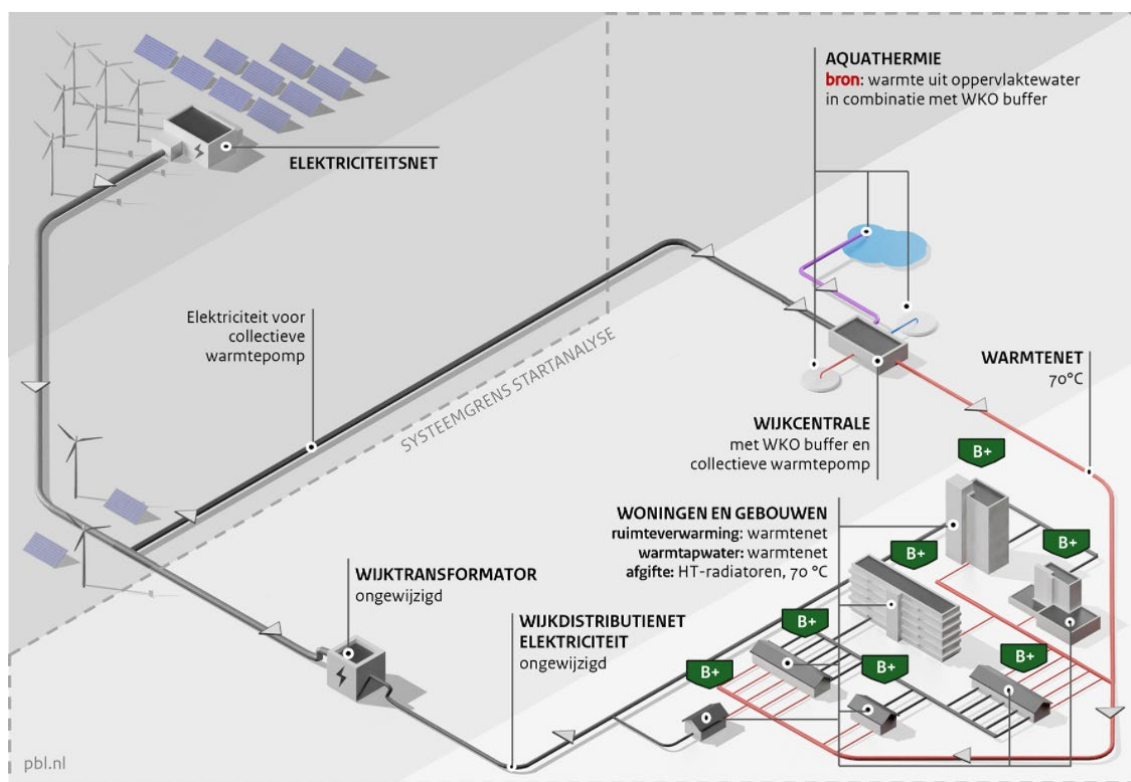 AQUATHERMIE
bron: warmte uit oppervlaktewater
in combinatie met WKO buffer
ELEKTRICITEITSNET
Elektriciteit voor
collectieve
warmtepomp
SYSTEEMGRENS STARTANALYSE
WARMTENET
70°C
WIJKCENTRALE
met WKO buffer en
collectieve warmtepomp
B+
WONINGEN EN GEBOUWEN
ruimteverwarming: warmtenet
warmtapwater: warmtenet
afgifte: HT-radiatoren, 70 °C
B+
B+
WIJKTRANSFORMATOR
ongewijzigd
WIJKDISTRIBUTIENET
ELEKTRICITEIT
ongewijzigd
B+
B+
B+
B+
pbl.nl